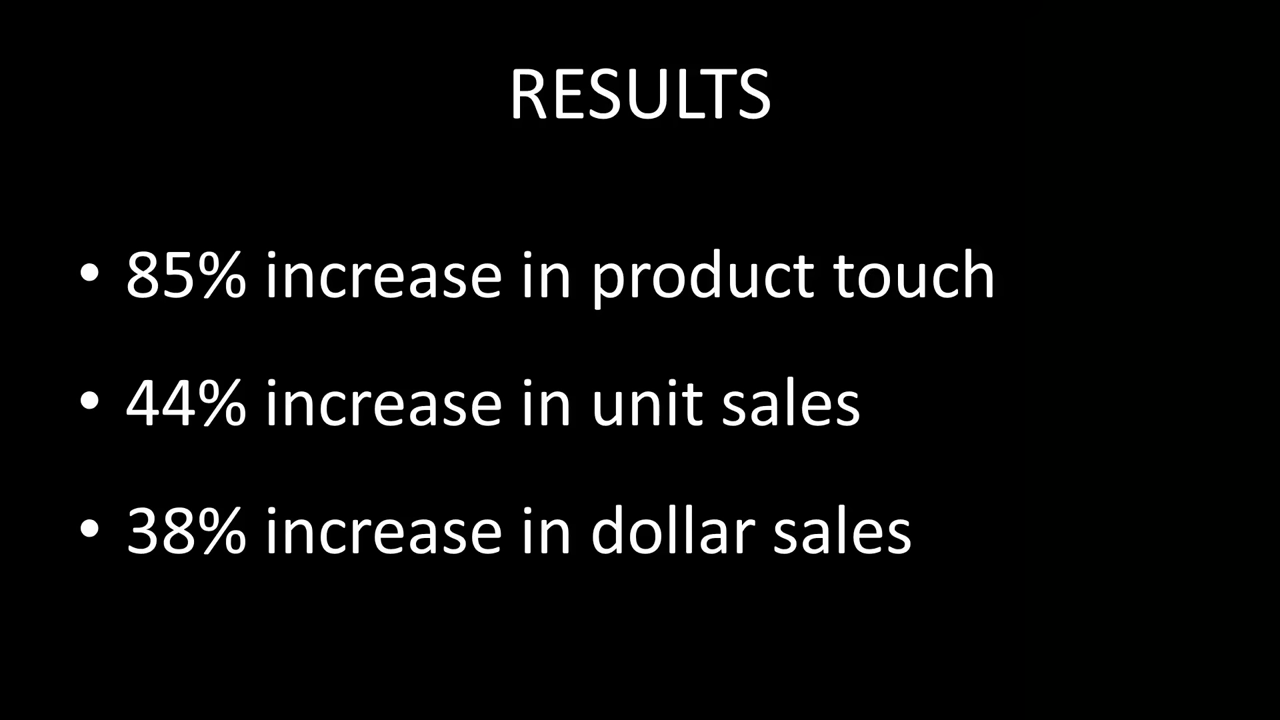 RESULTS
• 85% increase in product touch
• 44% increase in unit sales
• 38% increase in dollar sales